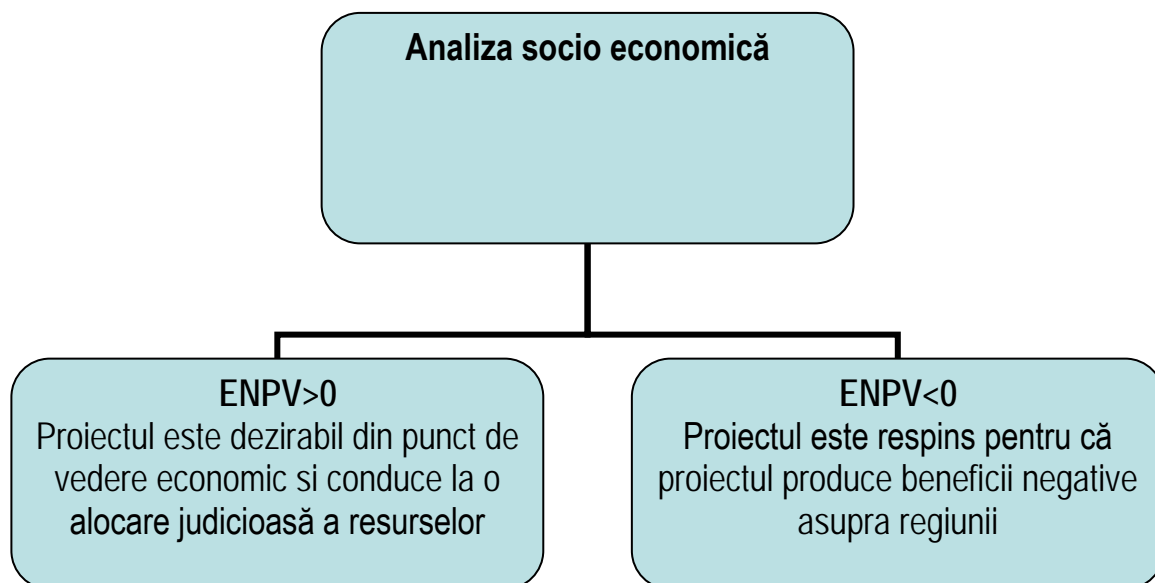 Analiza socio economică
ENPV>0
Proiectul este dezirabil din punct de
vedere economic si conduce la o
alocare judicioasă a resurselor
ENPV<0
Proiectul este respins pentru că
proiectul produce beneficii negative
asupra regiunii